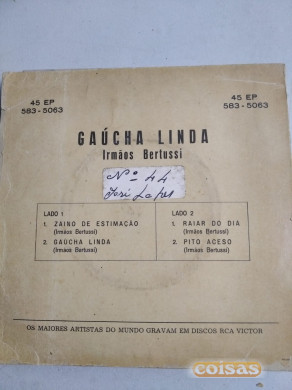 45 EP
583-5063
45 EP
583-5063
GAÚCHA LINDA
Irmãos Bertussi
Nº 44
José Lopes
LADO 1
1. ZAINO DE ESTIMAÇÃO
(Irmãos Bertussi)
2. GAÚCHA LINDA
(Irmãos Bertussi)
LADO 2
1. RAIAR DO DIA
(Irmãos Bertussi)
2. PITO ACESO
(Irmãos Bertussi)
OS MAIORES ARTISTAS DO MUNDO GRAVAM EM DISCOS RCA VICTOR
coisas